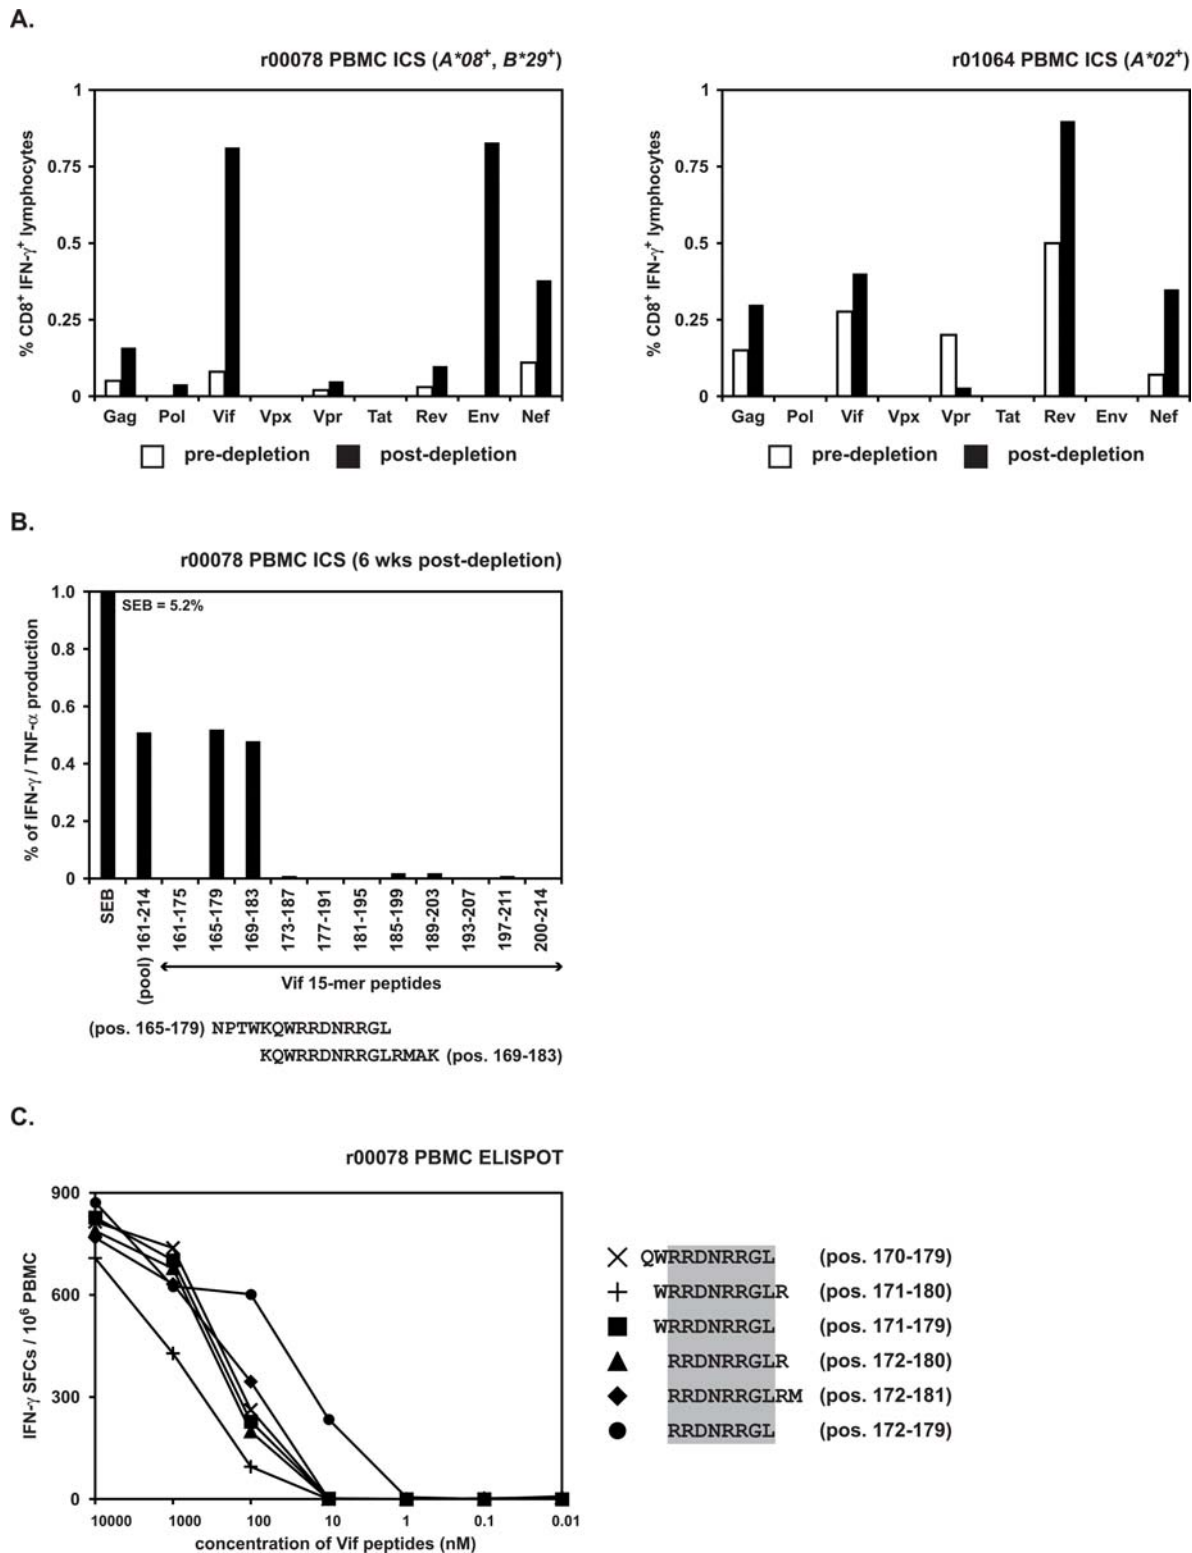 A.
r00078 PBMC ICS (A*08+, B*29+)
% CD8+ IFN-γ+ lymphocytes
1
0.75
0.5
0.25
0
Gag Pol Vif Vpx Vpr Tat Rev Env Nef
pre-depletion post-depletion
r01064 PBMC ICS (A*02+)
% CD8+ IFN-γ+ lymphocytes
1
0.75
0.5
0.25
0
Gag Pol Vif Vpx Vpr Tat Rev Env Nef
pre-depletion post-depletion
B.
r00078 PBMC ICS (6 wks post-depletion)
% of IFN-γ / TNF-α production
1.0
0.8
0.6
0.4
0.2
0
SEB = 5.2%
SEB
(pool) 161-214
161-175
165-179
169-183
173-187
177-191
181-195
185-199
189-203
193-207
197-211
200-214
Vif 15-mer peptides
(pos. 165-179) NPTWKQWRRDNRRGL
KQWRRDNRRGLRMAK (pos. 169-183)
C.
r00078 PBMC ELISPOT
IFN-γ SFCs / 10⁶ PBMC
900
600
300
0
10000 1000 100 10 1 0.1 0.01
concentration of Vif peptides (nM)
QWRRDNRRGL (pos. 170-179)
WRRDNRRGLR (pos. 171-180)
WRRDNRRGL (pos. 171-179)
RRDNRRGLR (pos. 172-180)
RRDNRRGLRM (pos. 172-181)
RRDNRRGL (pos. 172-179)